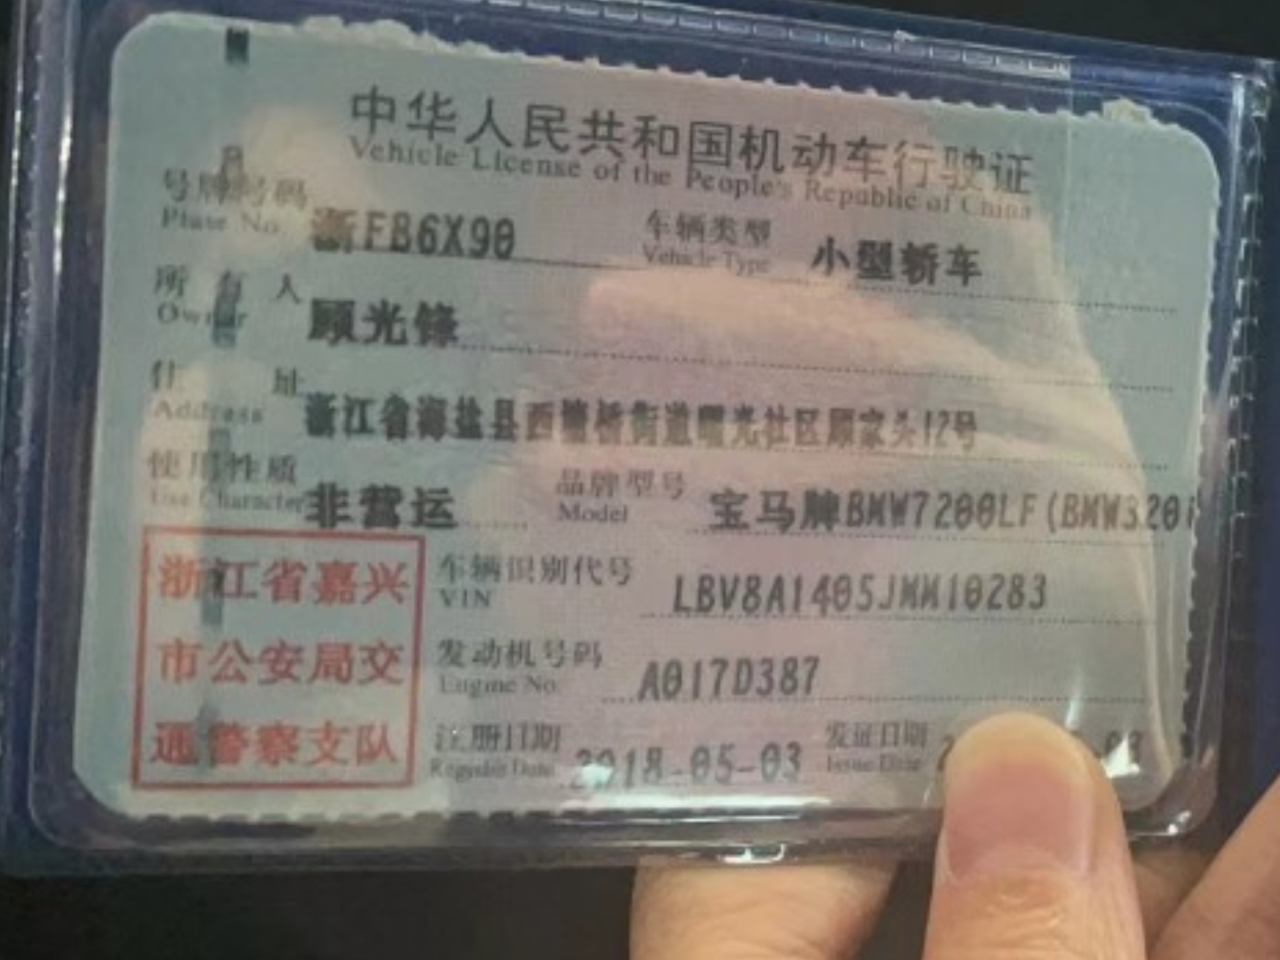 中华人民共和国机动车行驶证
Vehicle License of the People's Republic of China
号牌号码 浙FB6X90 车辆类型 小型轿车
Plate No. Vehicle Type
所有人 顾光锋
Owner
住址 浙江省海盐县西塘桥街道曙光社区顾家头12号
Address
使用性质 非营运 品牌型号 宝马牌BMW7200LF(BMW320i
Use Character Model
浙江省嘉兴
市公安局交
通警察支队
车辆识别代号 LBV8A1405JMM10283
VIN
发动机号码 A017D387
Engine No.
注册日期 2018-05-03 发证日期
Register Date Issue Date